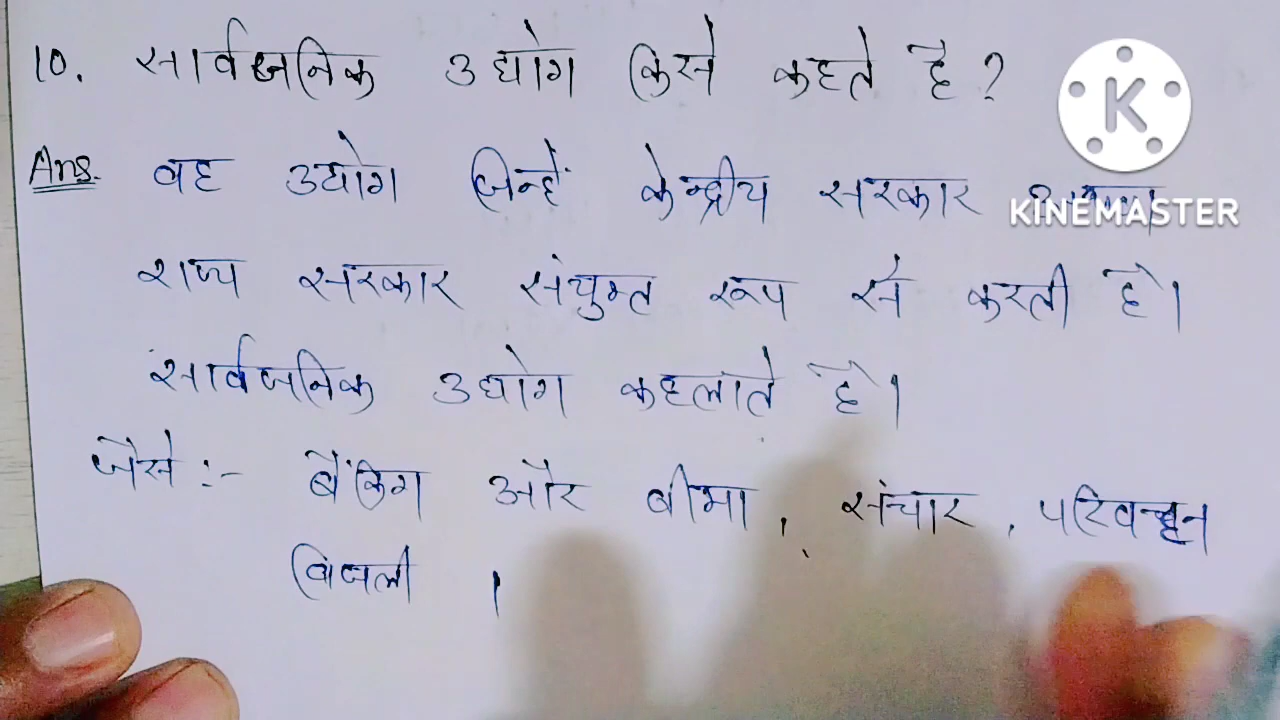 10. सार्वजनिक उद्योग किसे कहते है ?
Ans. वह उद्योग जिन्हें केन्द्रीय सरकार
राज्य सरकार संयुक्त रूप से करती है।
सार्वजनिक उद्योग कहलाते है।
जैसे :- बैंकिग और बीमा, संचार, परिवहन
बिजली ।
K
KINEMASTER